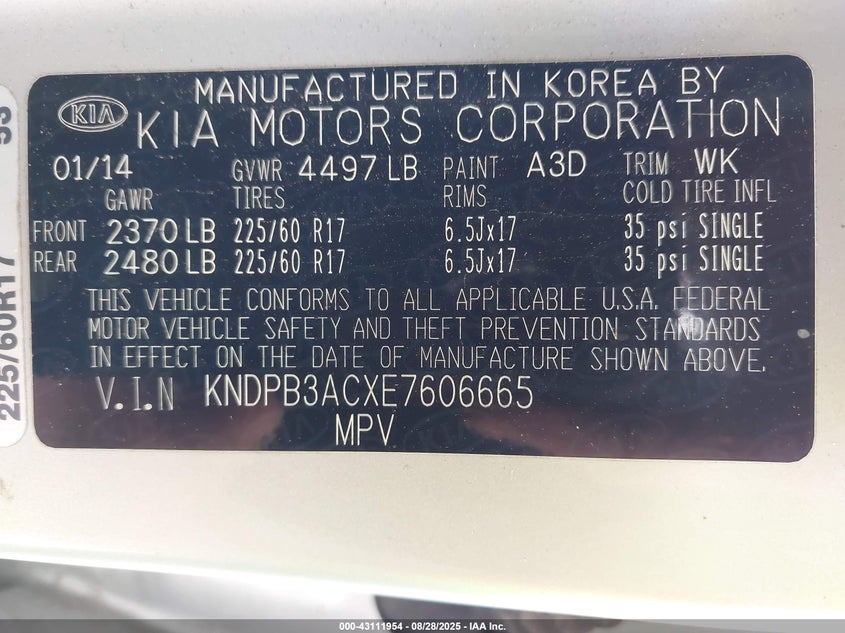 MANUFACTURED IN KOREA BY
KIA KIA MOTORS CORPORATION
01/14 GVWR 4497 LB PAINT A3D TRIM WK
GAWR TIRES RIMS COLD TIRE INFL
FRONT 2370 LB 225/60 R17 6.5Jx17 35 psi SINGLE
REAR 2480 LB 225/60 R17 6.5Jx17 35 psi SINGLE
THIS VEHICLE CONFORMS TO ALL APPLICABLE U.S.A. FEDERAL
MOTOR VEHICLE SAFETY AND THEFT PREVENTION STANDARDS
IN EFFECT ON THE DATE OF MANUFACTURE SHOWN ABOVE.
V.I.N KNDPB3ACXE7606665
MPV
225/60R17
000-43111954 - 08/28/2025 - IAA Inc.